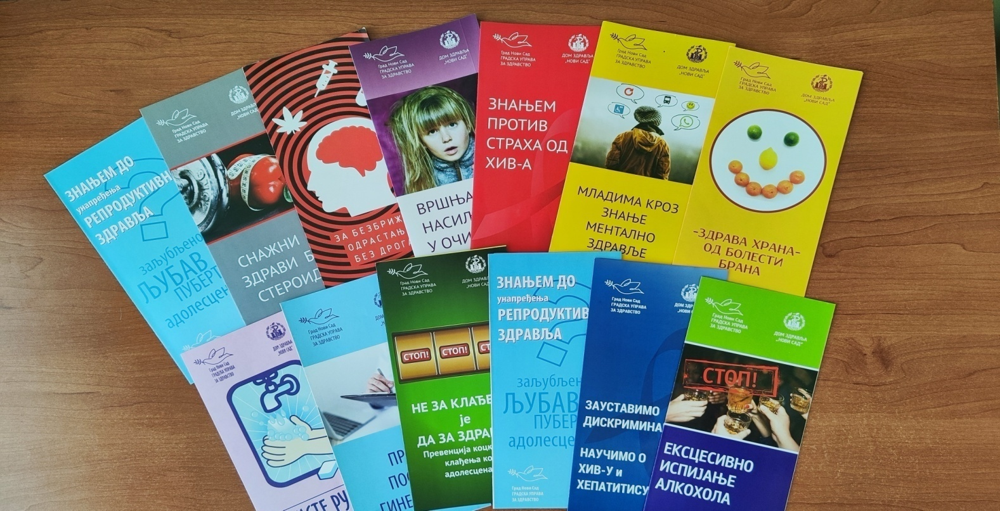 ЗНАЊЕМ ДО
унапређења
РЕПРОДУКТИВН
ЗДРАВЉА
заљубљено
ЉУБАВ
ПУБЕРТ
адолесцен
Град Нови Сад
ГРАДСКА УПРАВА
ЗА ЗДРАВСТВО
ДОМ ЗДРАВЉА
„НОВИ САД“
СНАЖНИ
ЗДРАВИ Б
СТЕРОИД
ЗА БЕЗБРИЖ
ОДРАСТАЊ
БЕЗ ДРОГА
Град Нови Сад
ГРАДСКА УПРАВА
ЗА ЗДРАВСТВО
ДОМ ЗДРАВЉА
„НОВИ САД“
ВРШЊА
НАСИЉ
У ОЧИ
Град Нови Сад
ГРАДСКА УПРАВА
ЗА ЗДРАВСТВО
ДОМ ЗДРАВЉА
„НОВИ САД“
ЗНАЊЕМ
ПРОТИВ
СТРАХА ОД
ХИВ-А
Град Нови Сад
ГРАДСКА УПРАВА
ЗА ЗДРАВСТВО
ДОМ ЗДРАВЉА
„НОВИ САД“
МЛАДИМА КРОЗ
ЗНАЊЕ
МЕНТАЛНО
ЗДРАВЉЕ
Град Нови Сад
ГРАДСКА УПРАВА
ЗА ЗДРАВСТВО
ДОМ ЗДРАВЉА
„НОВИ САД“
-ЗДРАВА ХРАНА-
ОД БОЛЕСТИ
БРАНА
Град Нови Сад
ГРАДСКА УПРАВА
ЗА ЗДРАВСТВО
ДОМ ЗДРАВЉА
„НОВИ САД“
ИТЕ РУ
Град Нови Сад
ГРАДСКА УПРАВА
ЗА ЗДРАВСТВО
ПР
ПОС
ГИНЕ
Град Нови Сад
ГРАДСКА УПРАВА
ЗА ЗДРАВСТВО
ДОМ ЗДРАВ
„НОВИ САД“
СТОП!
СТОП!
СТ
НЕ ЗА КЛАЂЕ
је
ДА ЗА ЗДРА
Превенција коцк
клађења ко
адолесцена
ЗНАЊЕМ ДО
унапређења
РЕПРОДУКТИВ
ЗДРАВЉА
заљубљен
ЉУБАВ
ПУБЕР
адолесце
Град Нови Сад
ГРАДСКА УПРАВА
ЗА ЗДРАВСТВО
Град Нови Сад
ГРАДСКА УПРАВА
ЗА ЗДРАВСТВО
ДОМ ЗДР
„НОВИ
ЗАУСТАВИМО
ДИСКРИМИНА
НАУЧИМО О
ХИВ-У и
ХЕПАТИТИСУ
Град Нови Сад
ГРАДСКА УПРАВА
ЗА ЗДРАВСТВО
ДОМ ЗДРАВЉА
„НОВИ САД“
СТОП!
ЕКСЦЕСИВНО
ИСПИЈАЊЕ
АЛКОХОЛА